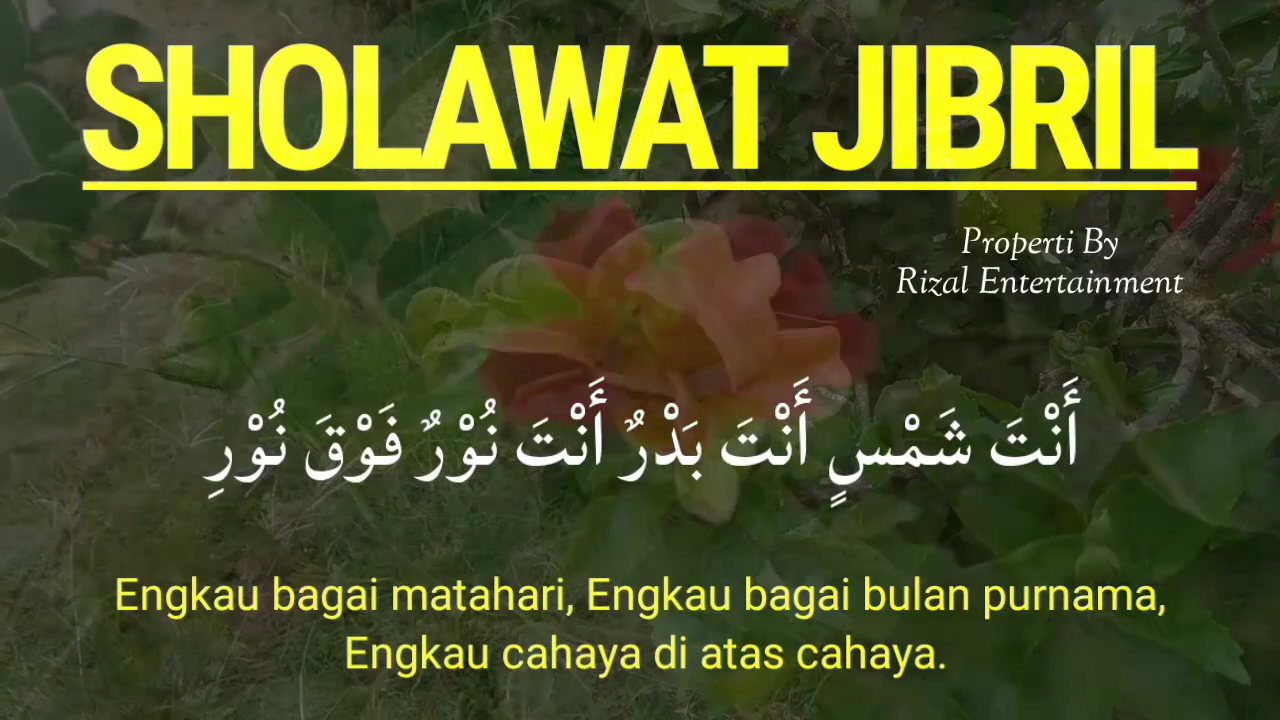 SHOLAWAT JIBRIL
Properti By
Rizal Entertainment
أَنْتَ شَمْسٍ أَنْتَ بَدْرٌ أَنْتَ نُوْرٌ فَوْقَ نُوْرِ
Engkau bagai matahari, Engkau bagai bulan purnama,
Engkau cahaya di atas cahaya.